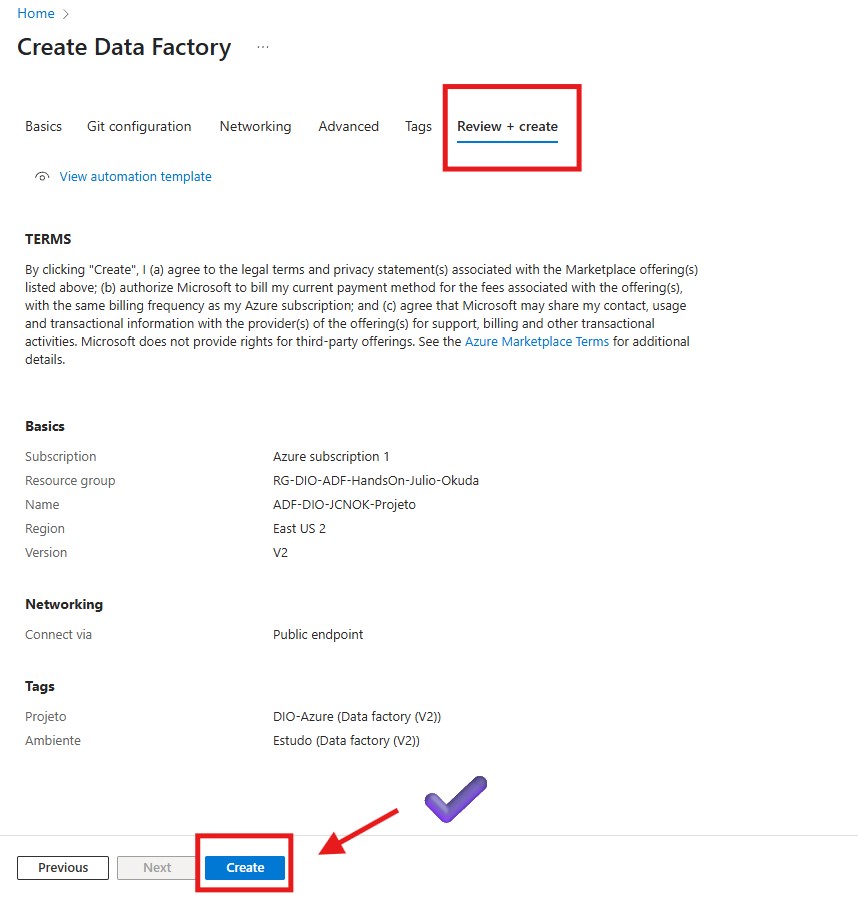 Home >
Create Data Factory ...
Basics Git configuration Networking Advanced Tags Review + create
View automation template
TERMS
By clicking "Create", I (a) agree to the legal terms and privacy statement(s) associated with the Marketplace offering(s)
listed above; (b) authorize Microsoft to bill my current payment method for the fees associated with the offering(s),
with the same billing frequency as my Azure subscription; and (c) agree that Microsoft may share my contact, usage
and transactional information with the provider(s) of the offering(s) for support, billing and other transactional
activities. Microsoft does not provide rights for third-party offerings. See the Azure Marketplace Terms for additional
details.
Basics
Subscription Azure subscription 1
Resource group RG-DIO-ADF-HandsOn-Julio-Okuda
Name ADF-DIO-JCNOK-Projeto
Region East US 2
Version V2
Networking
Connect via Public endpoint
Tags
Projeto DIO-Azure (Data factory (V2))
Ambiente Estudo (Data factory (V2))
Previous Next Create